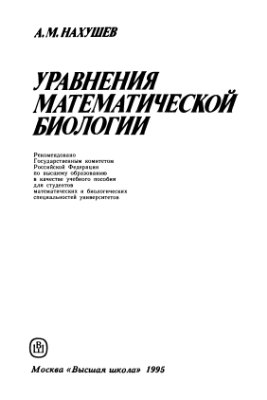 А. М. НАХУШЕВ
УРАВНЕНИЯ
МАТЕМАТИЧЕСКОЙ
БИОЛОГИИ
Рекомендовано
Государственным комитетом
Российской Федерации
по высшему образованию
в качестве учебного пособия
для студентов
математических и биологических
специальностей университетов
Москва «Высшая школа» 1995